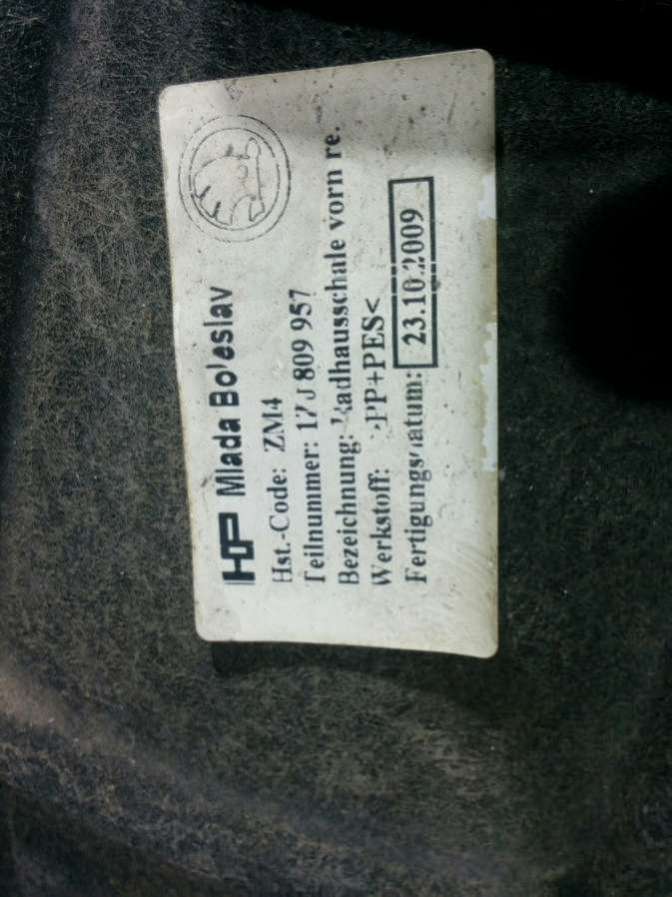 HP Mlada Boleslav
Hst.-Code: ZM4
Teilnummer: 1Z0 809 957
Bezeichnung: Radhausschale vorn re.
Werkstoff: >PP+PES<
Fertigungsdatum: 23.10.2009